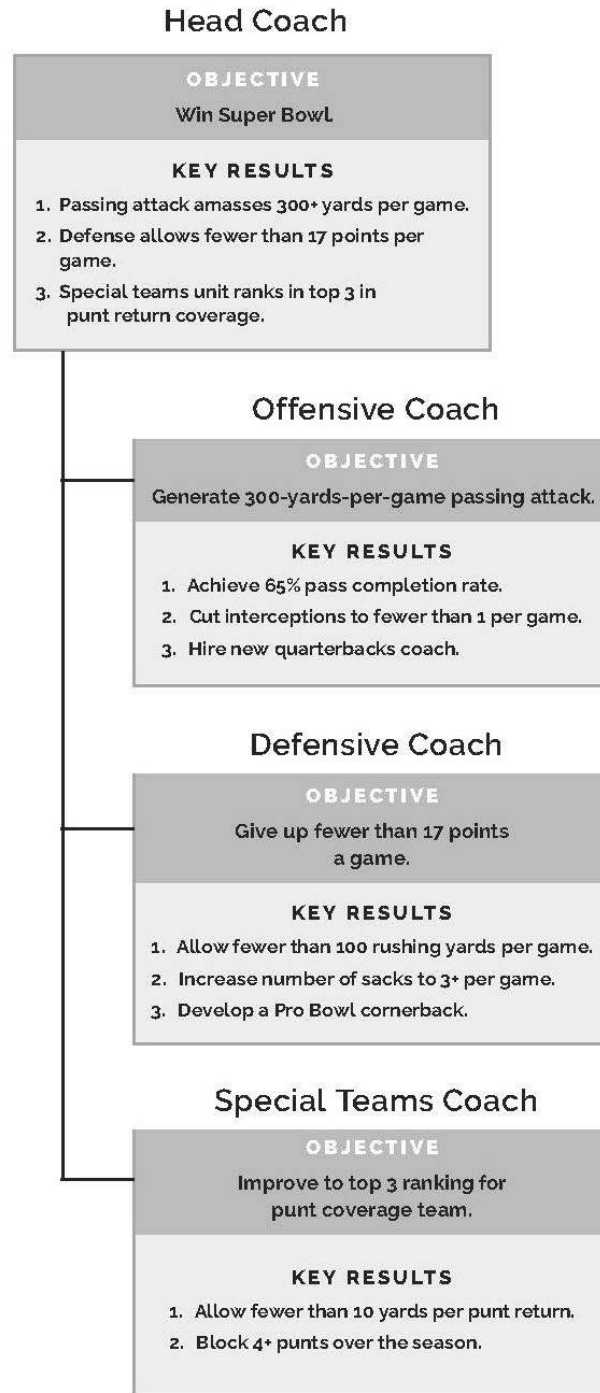 Head Coach
OBJECTIVE
Win Super Bowl
KEY RESULTS
1. Passing attack amasses 300+ yards per game.
2. Defense allows fewer than 17 points per
game.
3. Special teams unit ranks in top 3 in
punt return coverage.
Offensive Coach
OBJECTIVE
Generate 300-yards-per-game passing attack.
KEY RESULTS
1. Achieve 65% pass completion rate.
2. Cut interceptions to fewer than 1 per game.
3. Hire new quarterbacks coach.
Defensive Coach
OBJECTIVE
Give up fewer than 17 points
a game.
KEY RESULTS
1. Allow fewer than 100 rushing yards per game.
2. Increase number of sacks to 3+ per game.
3. Develop a Pro Bowl cornerback.
Special Teams Coach
OBJECTIVE
Improve to top 3 ranking for
punt coverage team.
KEY RESULTS
1. Allow fewer than 10 yards per punt return.
2. Block 4+ punts over the season.